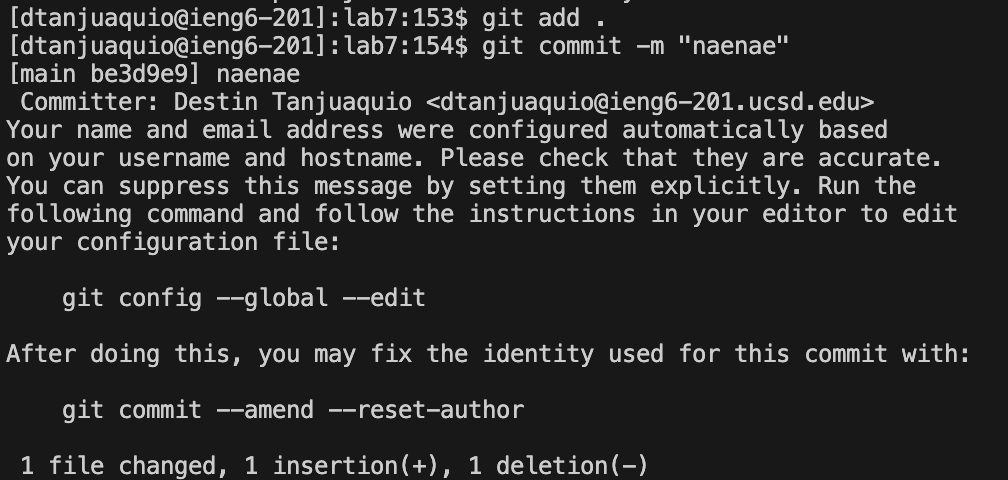 [dtanjuaquio@ieng6-201]:lab7:153$ git add .
[dtanjuaquio@ieng6-201]:lab7:154$ git commit -m "naenae"
[main be3d9e9] naenae
 Committer: Destin Tanjuaquio <dtanjuaquio@ieng6-201.ucsd.edu>
Your name and email address were configured automatically based
on your username and hostname. Please check that they are accurate.
You can suppress this message by setting them explicitly. Run the
following command and follow the instructions in your editor to edit
your configuration file:

    git config --global --edit

After doing this, you may fix the identity used for this commit with:

    git commit --amend --reset-author

 1 file changed, 1 insertion(+), 1 deletion(-)